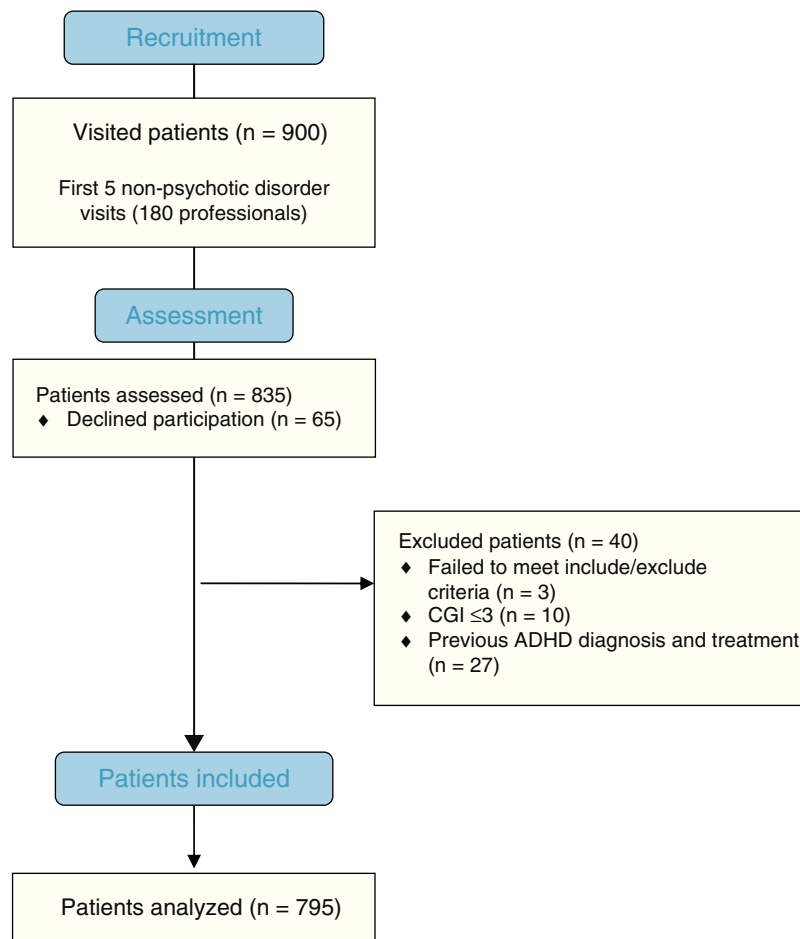 Recruitment
Visited patients (n = 900)
First 5 non-psychotic disorder
visits (180 professionals)
Assessment
Patients assessed (n = 835)
♦ Declined participation (n = 65)
Excluded patients (n = 40)
♦ Failed to meet include/exclude
criteria (n = 3)
♦ CGI ≤3 (n = 10)
♦ Previous ADHD diagnosis and treatment
(n = 27)
Patients included
Patients analyzed (n = 795)